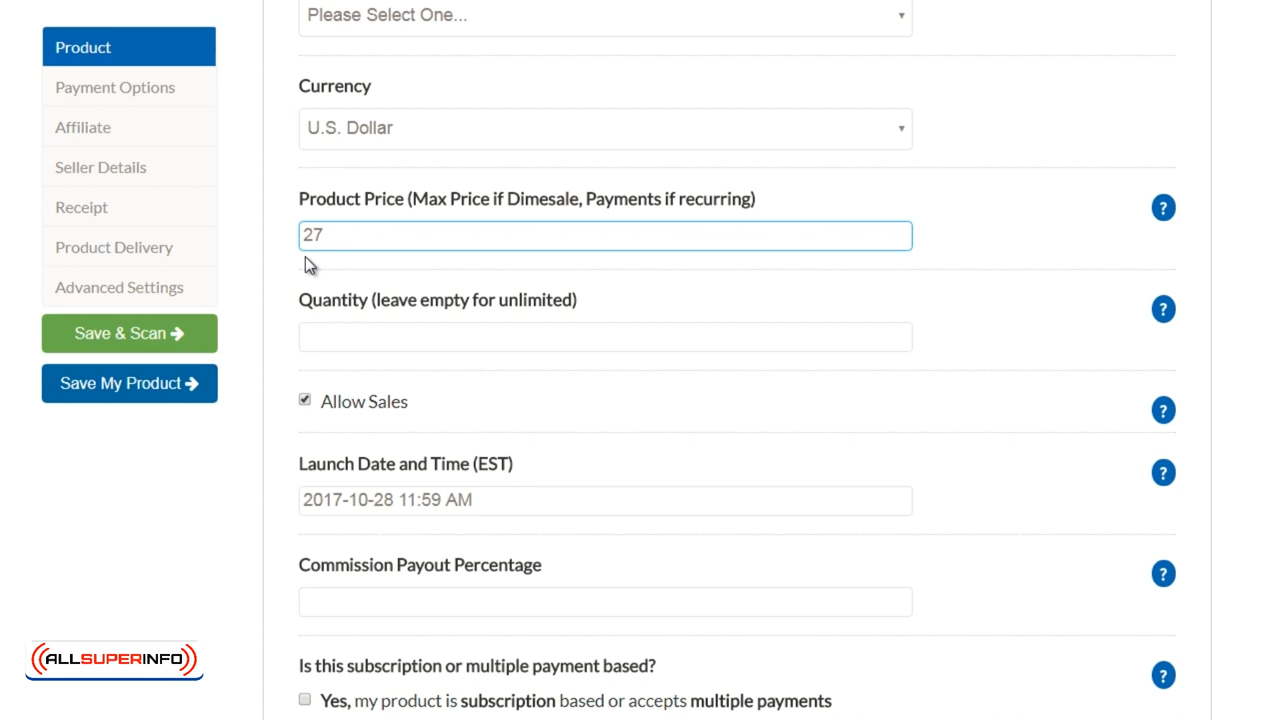 Please Select One...
Product
Payment Options
Affiliate
Seller Details
Receipt
Product Delivery
Advanced Settings
Save & Scan
Save My Product
Currency
U.S. Dollar
Product Price (Max Price if Dimesale, Payments if recurring)
?
27
Quantity (leave empty for unlimited)
?
Allow Sales
?
Launch Date and Time (EST)
?
2017-10-28 11:59 AM
Commission Payout Percentage
?
Is this subscription or multiple payment based?
?
Yes, my product is subscription based or accepts multiple payments
ALLSUPERINFO